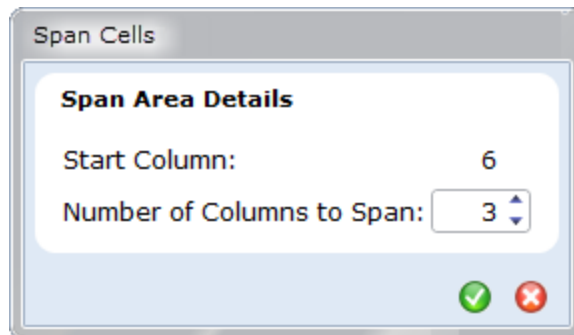 Span Cells
Span Area Details
Start Column: 6
Number of Columns to Span: 3